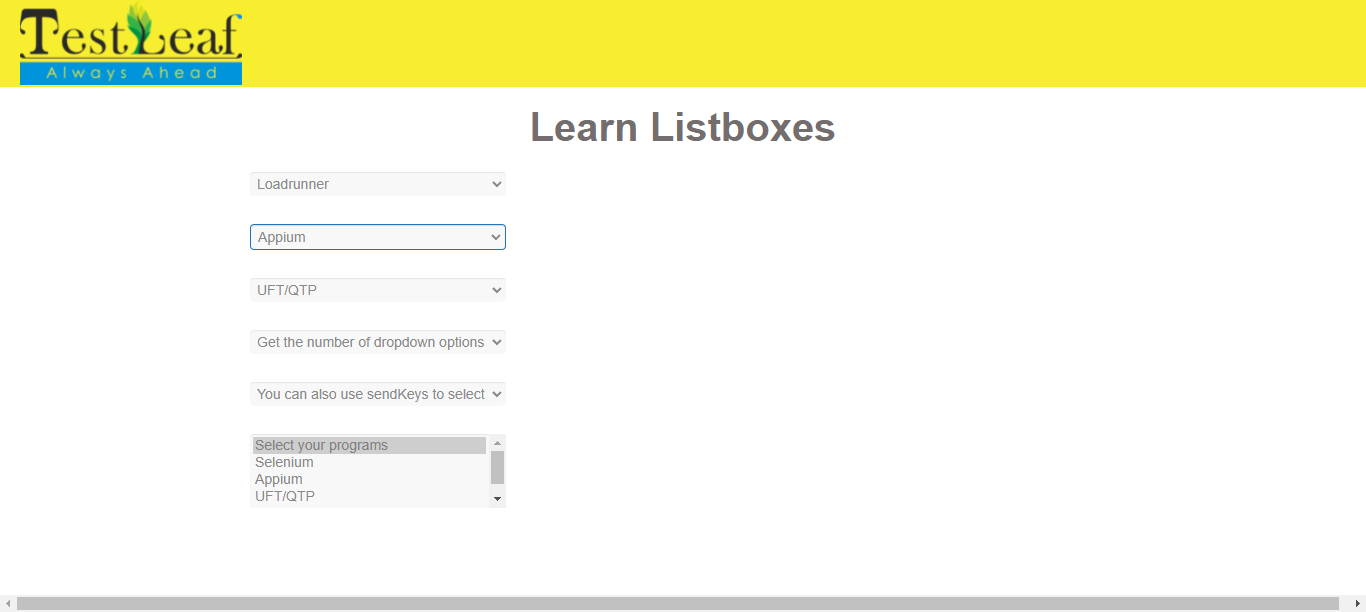 TestLeaf
Always Ahead
Learn Listboxes
Loadrunner
Appium
UFT/QTP
Get the number of dropdown options
You can also use sendKeys to select
Select your programs
Selenium
Appium
UFT/QTP